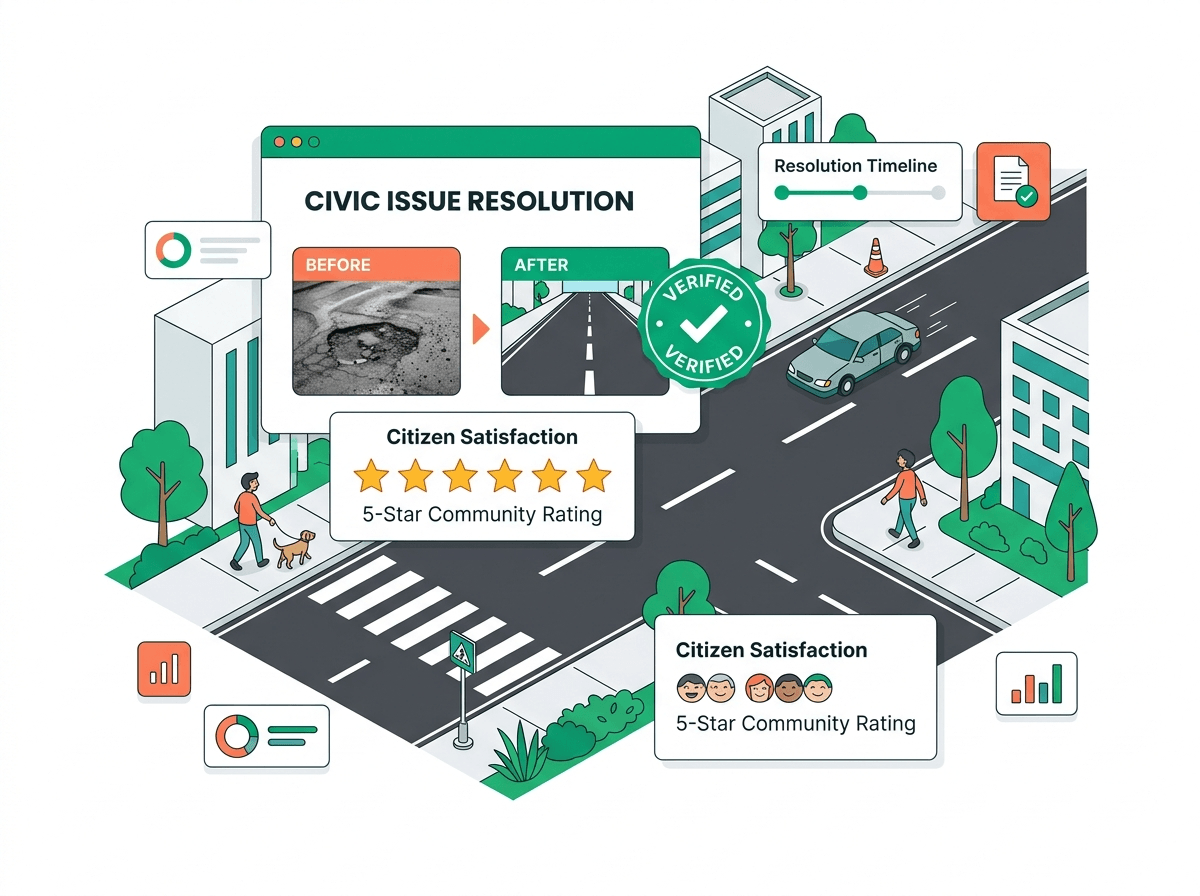 Resolution Timeline
CIVIC ISSUE RESOLUTION
BEFORE
AFTER
VERIFIED
VERIFIED
Citizen Satisfaction
5-Star Community Rating
Citizen Satisfaction
5-Star Community Rating